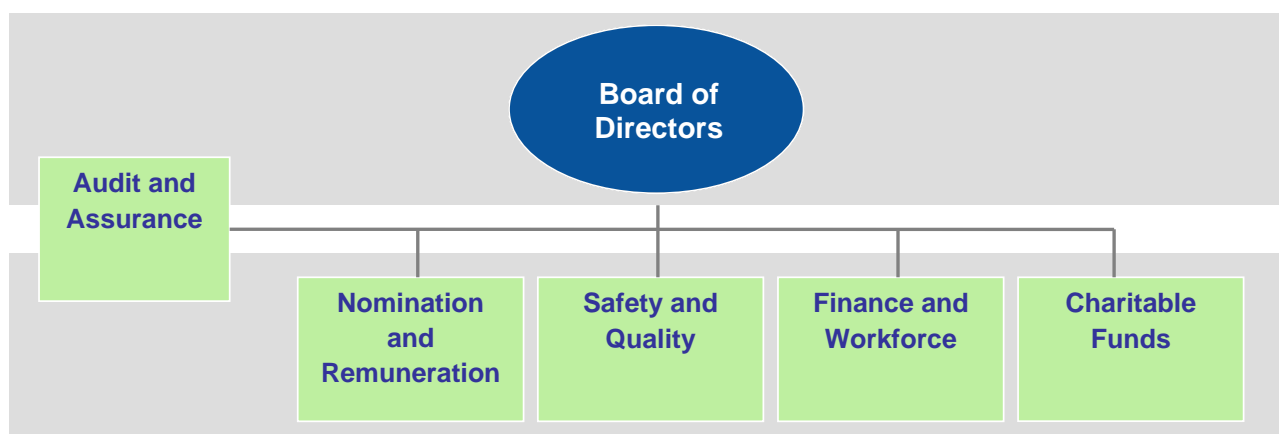 Board of
Directors
Audit and
Assurance
Nomination
and
Remuneration
Safety and
Quality
Finance and
Workforce
Charitable
Funds